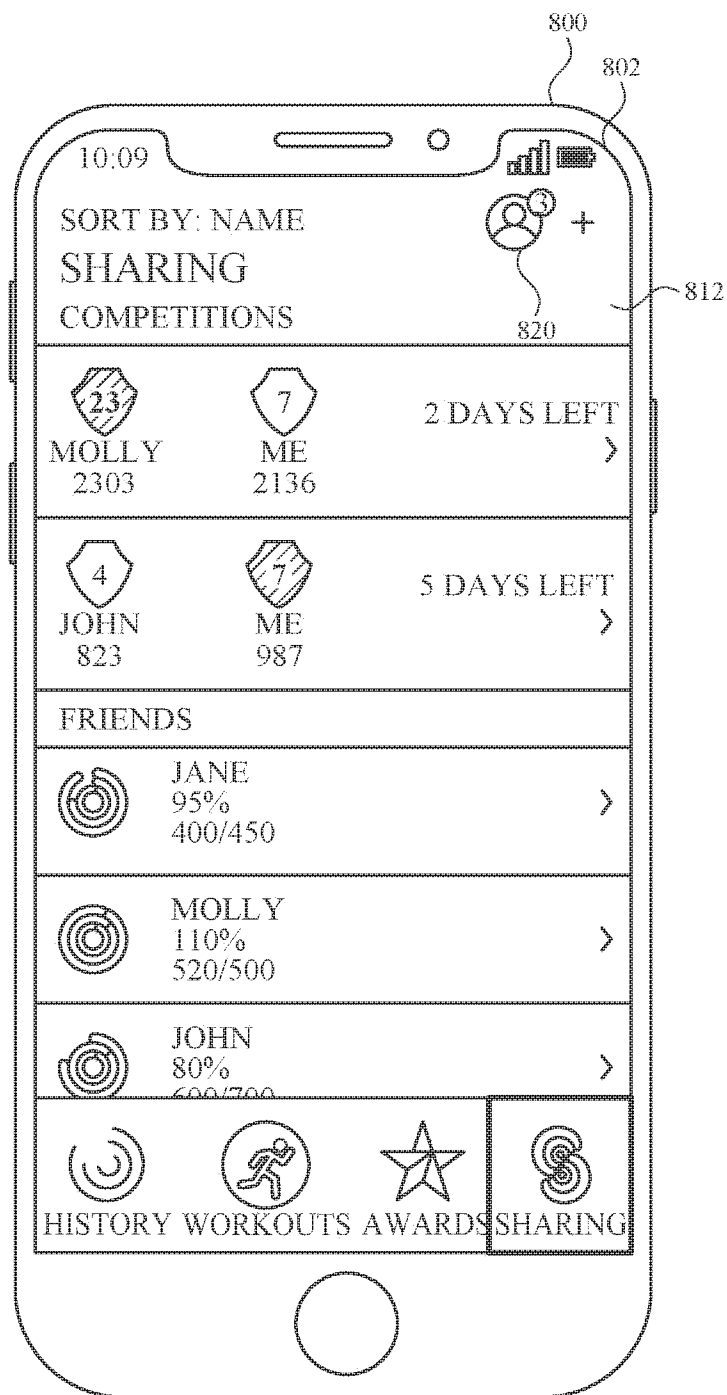 800
802
10:09
3
SORT BY: NAME
+
SHARING
812
COMPETITIONS
820
23
7
2 DAYS LEFT
MOLLY
ME
>
2303
2136
4
7
5 DAYS LEFT
JOHN
ME
>
823
987
FRIENDS
JANE
95%
>
400/450
MOLLY
110%
>
520/500
JOHN
80%
>
600/700
HISTORY WORKOUTS AWARDS SHARING